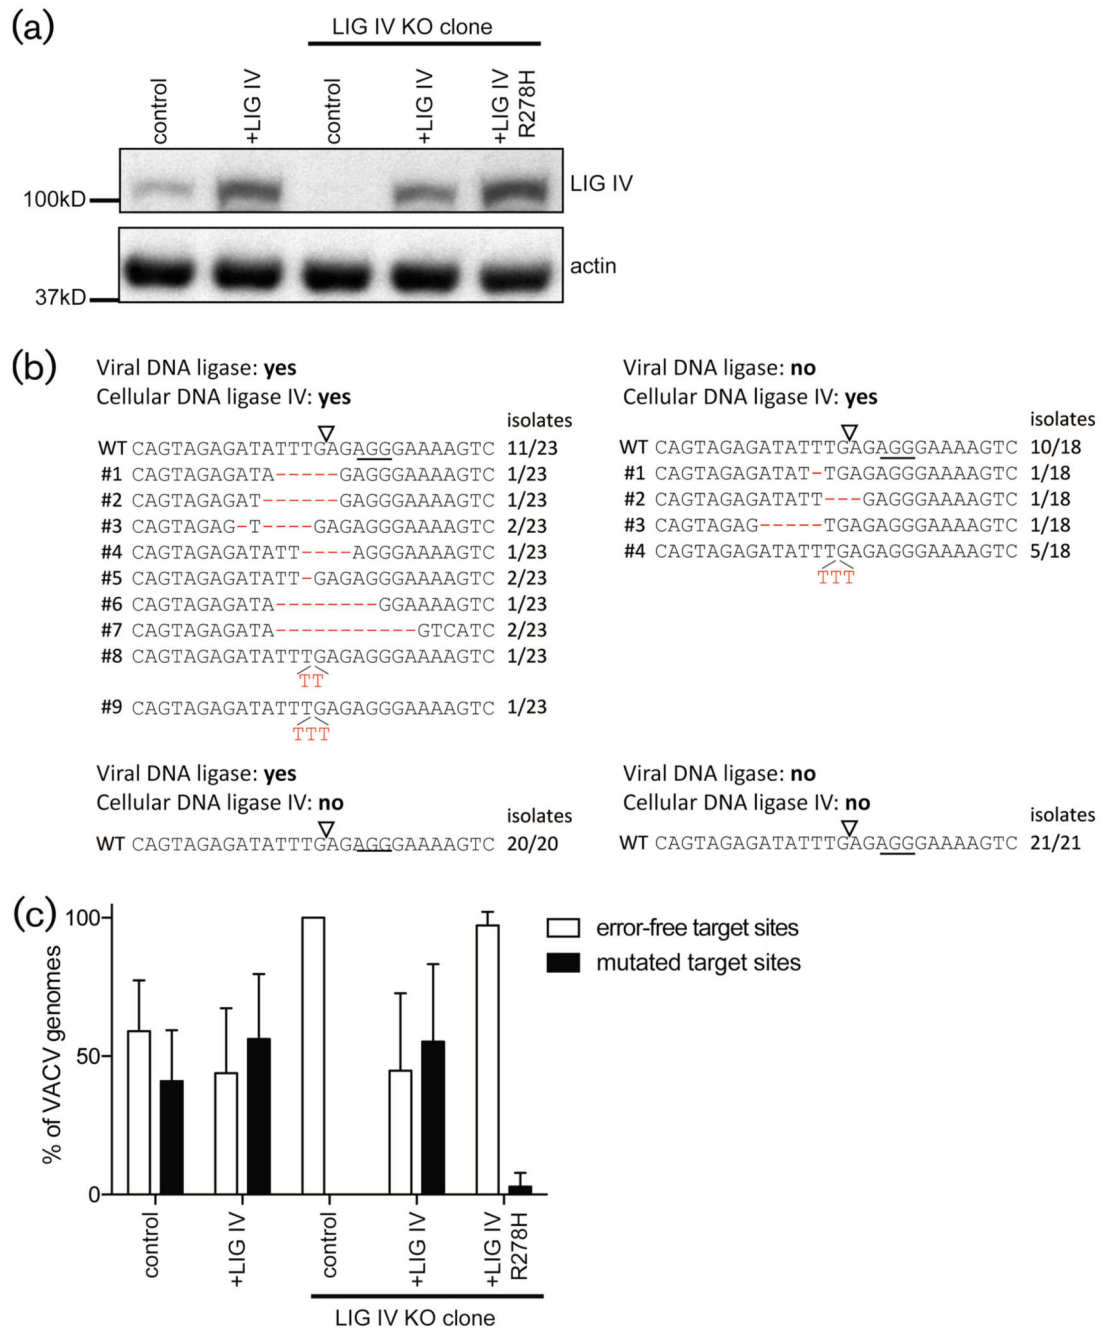 (a)
LIG IV KO clone
control
+LIG IV
control
+LIG IV
+LIG IV
R278H
LIG IV
100kD
actin
37kD
(b)
Viral DNA ligase: yes
Cellular DNA ligase IV: yes
isolates
WT CAGTAGAGATATTTGAGAGGGAAAAGTC 11/23
#1 CAGTAGAGATA-----GAGGGAAAAGTC 1/23
#2 CAGTAGAGAT------GAGGGAAAAGTC 1/23
#3 CAGTAGAG-T----GAGAGGGAAAAGTC 2/23
#4 CAGTAGAGATATT----AGGGAAAAGTC 1/23
#5 CAGTAGAGATATT-GAGAGGGAAAAGTC 2/23
#6 CAGTAGAGATA--------GGAAAAGTC 1/23
#7 CAGTAGAGATA-----------GTCATC 2/23
#8 CAGTAGAGATATTTGAGAGGGAAAAGTC 1/23
TT
#9 CAGTAGAGATATTTGAGAGGGAAAAGTC 1/23
TTT
Viral DNA ligase: no
Cellular DNA ligase IV: yes
isolates
WT CAGTAGAGATATTTGAGAGGGAAAAGTC 10/18
#1 CAGTAGAGATAT-TGAGAGGGAAAAGTC 1/18
#2 CAGTAGAGATATT---GAGGGAAAAGTC 1/18
#3 CAGTAGAG-----TGAGAGGGAAAAGTC 1/18
#4 CAGTAGAGATATTTGAGAGGGAAAAGTC 5/18
TTT
Viral DNA ligase: yes
Cellular DNA ligase IV: no
isolates
WT CAGTAGAGATATTTGAGAGGGAAAAGTC 20/20
Viral DNA ligase: no
Cellular DNA ligase IV: no
isolates
WT CAGTAGAGATATTTGAGAGGGAAAAGTC 21/21
(c)
% of VACV genomes
100
50
0
error-free target sites
mutated target sites
control
+LIG IV
control
+LIG IV
+LIG IV
R278H
LIG IV KO clone